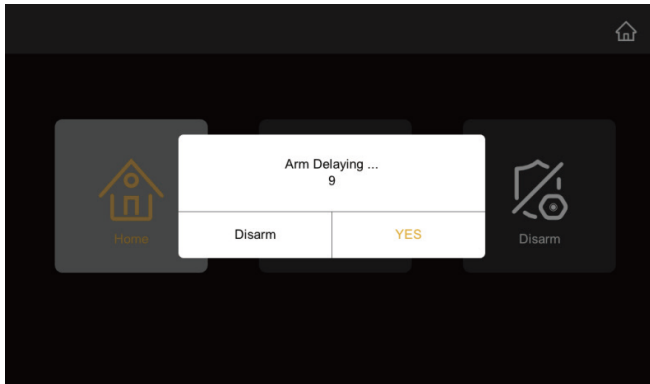 Arm Delaying ...
9
Disarm
YES
Home
Disarm